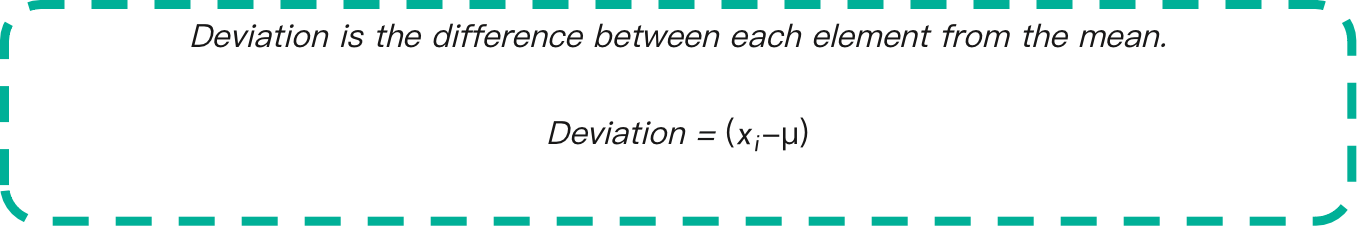 Deviation is the difference between each element from the mean.
Deviation = (xᵢ–μ)